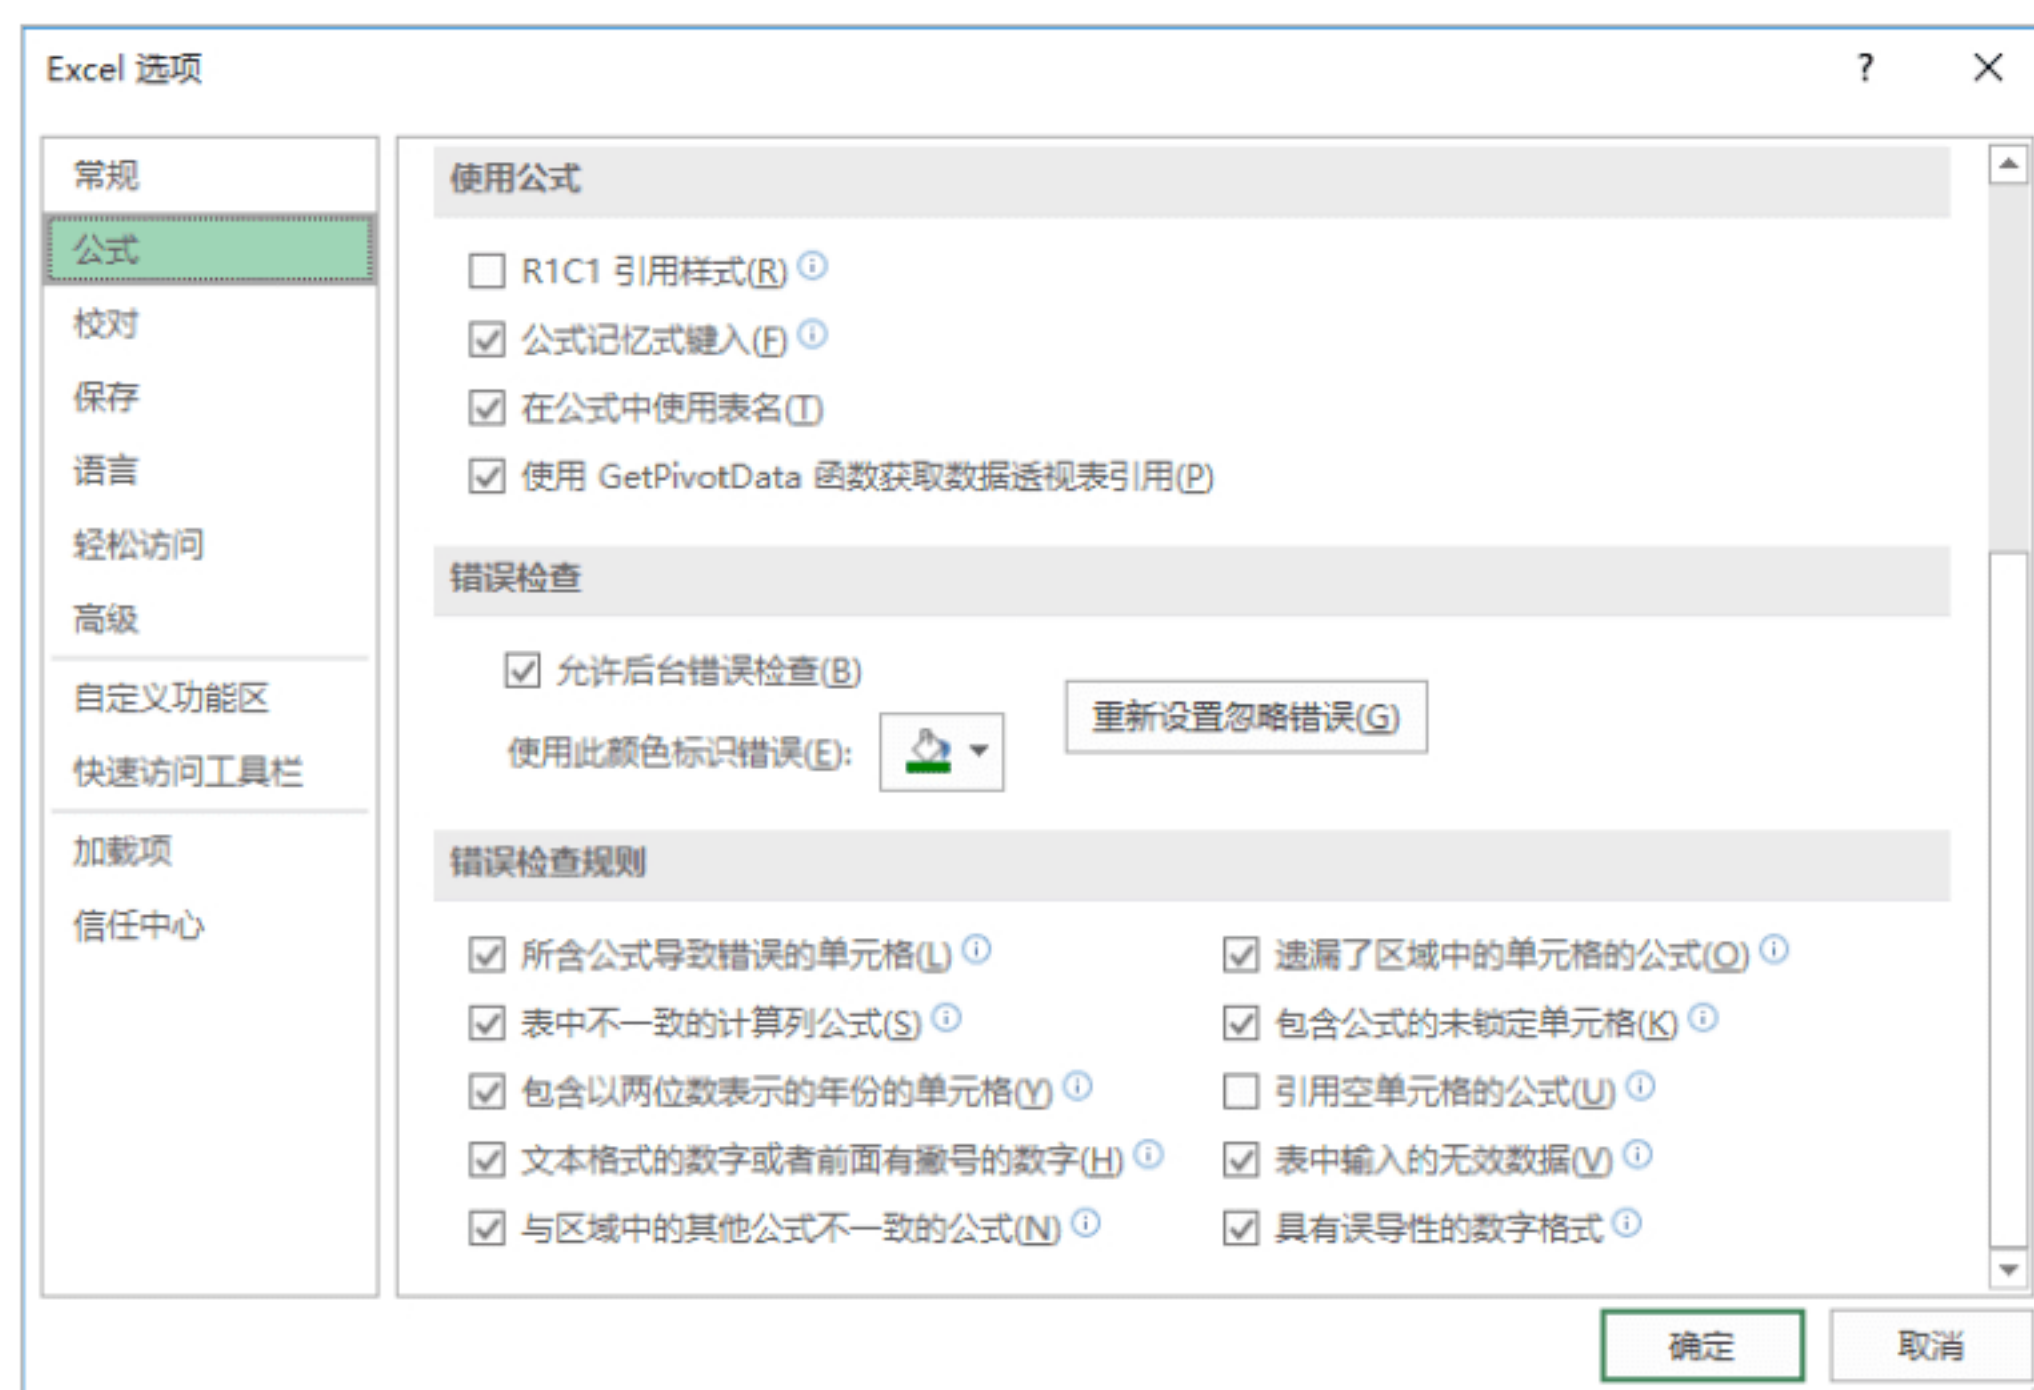 Excel 选项
?
常规
公式
校对
保存
语言
轻松访问
高级
自定义功能区
快速访问工具栏
加载项
信任中心
使用公式
R1C1 引用样式(R)
公式记忆式键入(F)
在公式中使用表名(T)
使用 GetPivotData 函数获取数据透视表引用(P)
错误检查
允许后台错误检查(B)
使用此颜色标识错误(E):
重新设置忽略错误(G)
错误检查规则
所含公式导致错误的单元格(L)
遗漏了区域中的单元格的公式(O)
表中不一致的计算列公式(S)
包含公式的未锁定单元格(K)
包含以两位数表示的年份的单元格(Y)
引用空单元格的公式(U)
文本格式的数字或者前面有撇号的数字(H)
表中输入的无效数据(V)
与区域中的其他公式不一致的公式(N)
具有误导性的数字格式
确定
取消